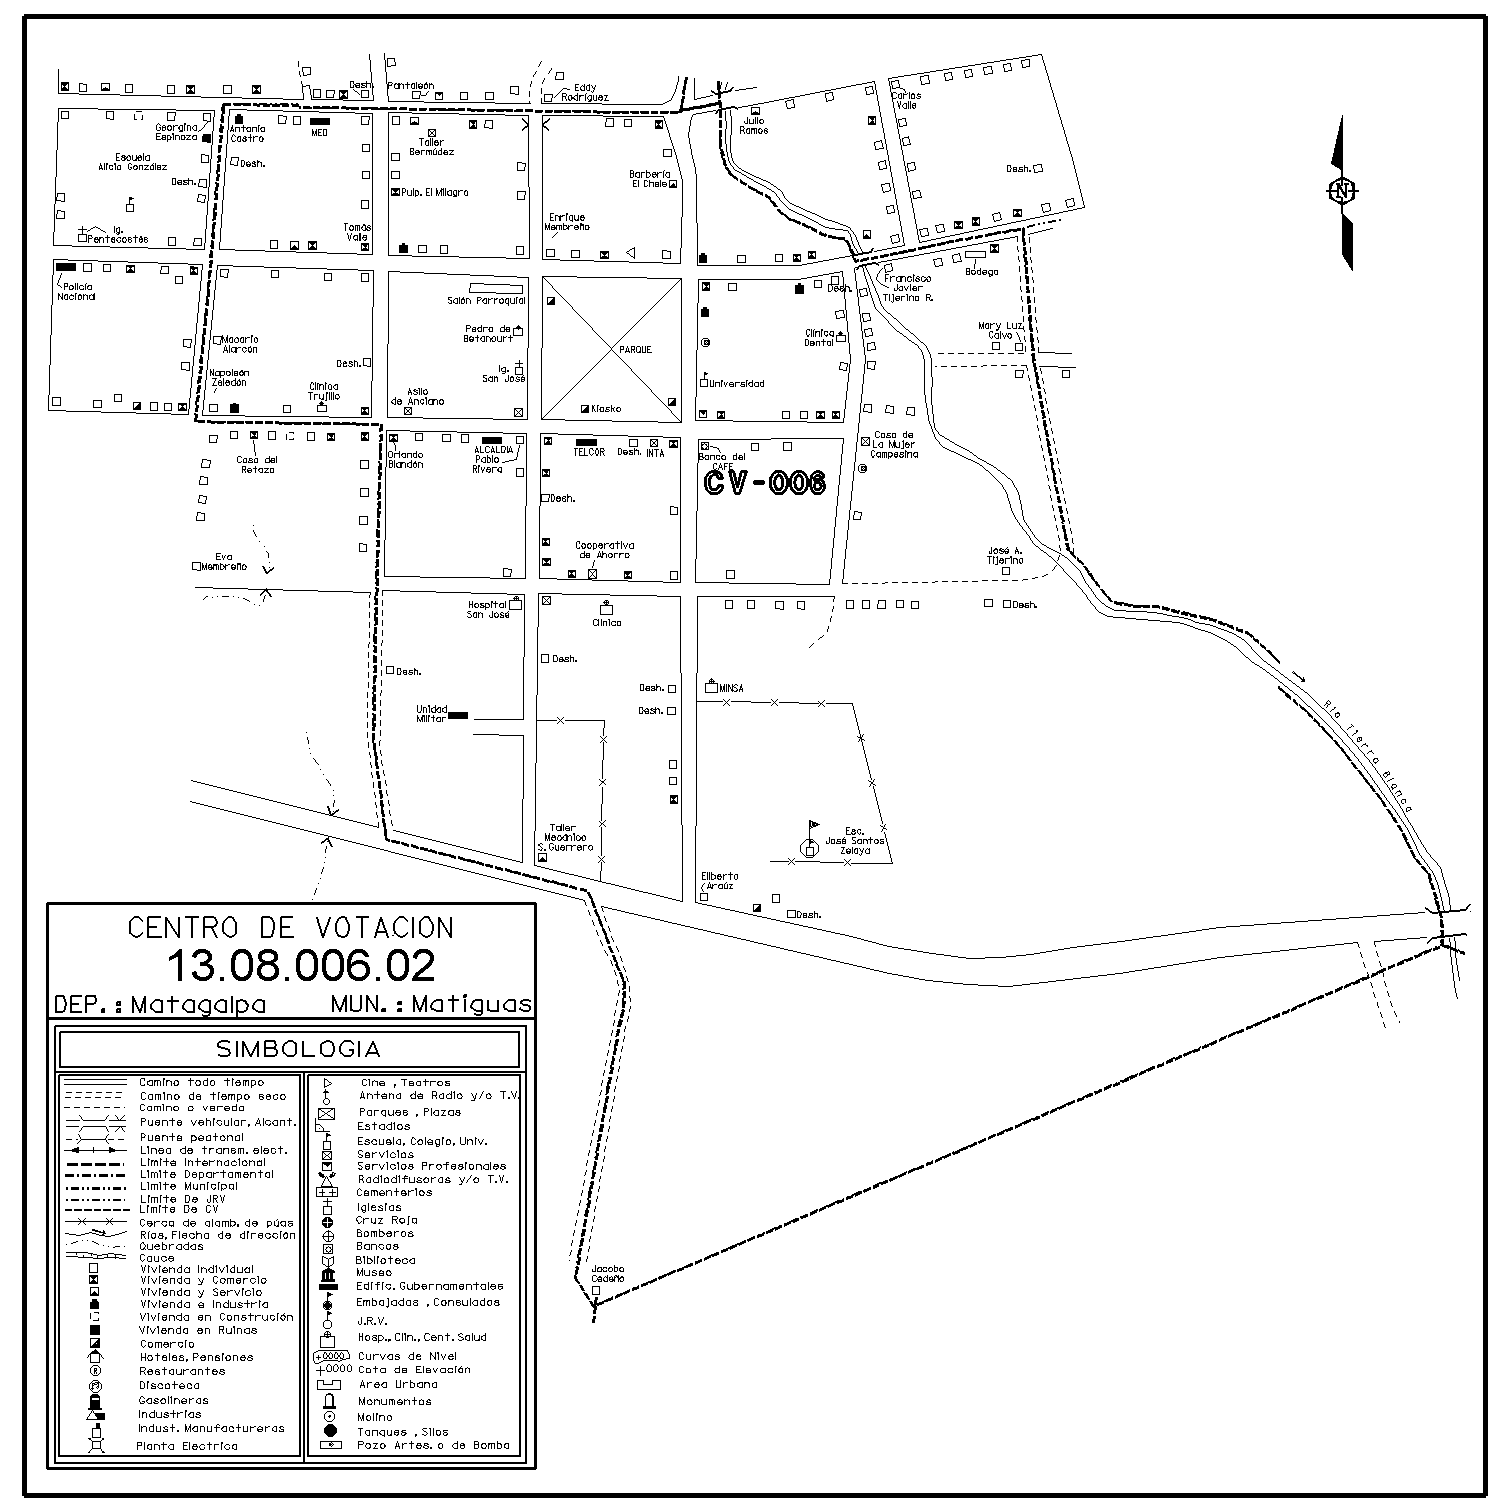 Desh.
Pantaleón
Eddy
Rodríguez
Carlos
Valle
Georgina
Espinoza
Antonia
Castro
MED
Taller
Bermúdez
Julio
Ramos
Escuela
Alicia González
Desh.
Desh.
Pulp. El Milagro
Barbería
El Chele
Desh.
Ig.
Pentecostés
Tomás
Valle
Enrique
Membreño
N
Policía
Nacional
Salón Parroquial
Desh.
Francisco
Javier
Tijerino R.
Bodega
Macario
Alarcón
Pedro de
Betancourt
PARQUE
Clínica
Dental
Mary Luz
Calvo
Desh.
Napoleón
Zeledón
Clínica
Trujillo
Ig.
San José
Asilo
de Anciano
Kiosko
Universidad
Casa del
Retazo
Orlando
Blandón
ALCALDIA
Pablo
Rivera
TELCOR
Desh.
INTA
Banco del
CAFE
Casa de
La Mujer
Campesina
CV-006
Desh.
Eva
Membreño
Cooperativa
de Ahorro
José A.
Tijerino
Hospital
San José
Clínica
Desh.
Desh.
Desh.
Desh.
MINSA
Desh.
Unidad
Militar
Río Tierra Blanca
Taller
Mecánico
S. Guerrero
Esc.
José Santos
Zelaya
Eliberto
Araúz
Desh.
Jacobo
Cedeño
CENTRO DE VOTACION
13.08.006.02
DEP.: Matagalpa MUN.: Matiguas
SIMBOLOGIA
Camino todo tiempo
Camino de tiempo seco
Camino o vereda
Puente vehicular, Alcant.
Puente peatonal
Linea de transm. elect.
Limite Internacional
Limite Departamental
Limite Municipal
Limite De JRV
Limite De CV
Cerca de alamb. de púas
Ríos, Flecha de dirección
Quebradas
Cauce
Vivienda Individual
Vivienda y Comercio
Vivienda y Servicio
Vivienda e Industria
Vivienda en Construción
Vivienda en Ruinas
Comercio
Hoteles, Pensiones
Restaurantes
Discoteca
Gasolineras
Industrias
Indust. Manufactureras
Planta Electrica
Cine , Teatros
Antena de Radio y/o T.V.
Parques , Plazas
Estadios
Escuela, Colegio, Univ.
Servicios
Servicios Profesionales
Radiodifusoras y/o T.V.
Cementerios
Iglesias
Cruz Roja
Bomberos
Bancos
Biblioteca
Museo
Edific. Gubernamentales
Embajadas , Consulados
J.R.V.
Hosp., Clin., Cent. Salud
Curvas de Nivel
Cota de Elevación
Area Urbana
Monumentos
Molino
Tanques , Silos
Pozo Artes. o de Bomba